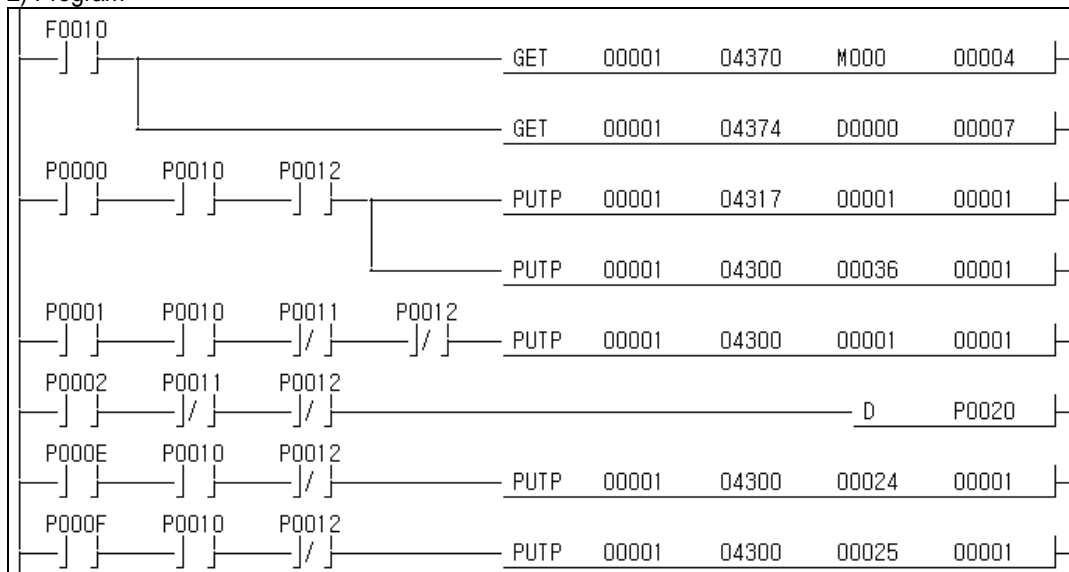 2) Program
F0010
GET 00001 04370 M000 00004
GET 00001 04374 D0000 00007
P0000 P0010 P0012
PUTP 00001 04317 00001 00001
PUTP 00001 04300 00036 00001
P0001 P0010 P0011 P0012
PUTP 00001 04300 00001 00001
P0002 P0011 P0012
D P0020
P000E P0010 P0012
PUTP 00001 04300 00024 00001
P000F P0010 P0012
PUTP 00001 04300 00025 00001